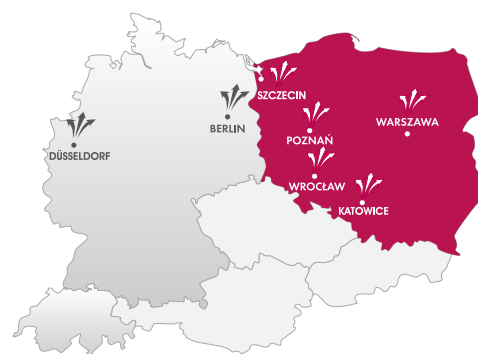 SZCZECIN
BERLIN
WARSZAWA
POZNAŃ
DÜSSELDORF
WROCŁAW
KATOWICE